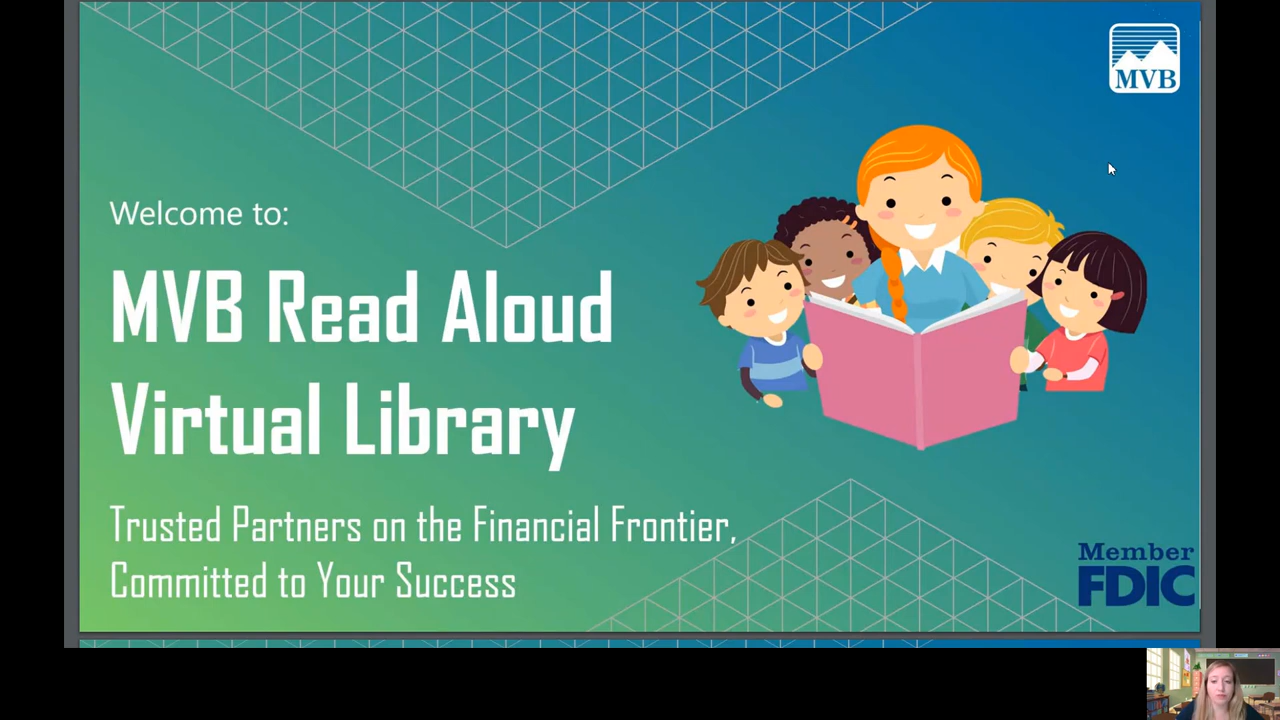 MVB
Welcome to:
MVB Read Aloud
Virtual Library
Trusted Partners on the Financial Frontier,
Committed to Your Success
Member
FDIC